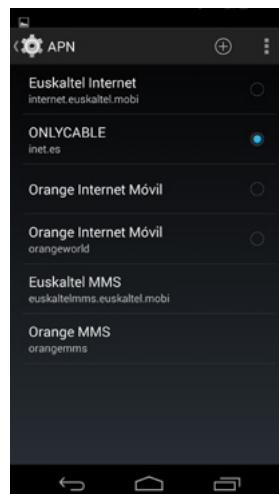 APN
Euskaltel Internet
internet.euskaltel.mobi
ONLYCABLE
inet.es
Orange Internet Móvil
Orange Internet Móvil
orangeworld
Euskaltel MMS
euskaltelmms.euskaltel.mobi
Orange MMS
orangemms